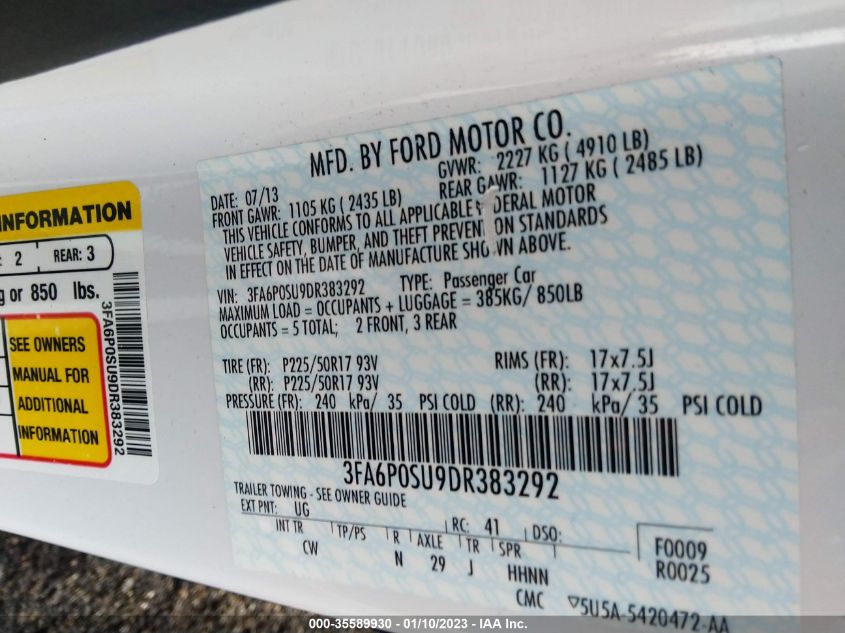 INFORMATION
: 2 REAR: 3
g or 850 lbs.
SEE OWNERS
MANUAL FOR
ADDITIONAL
INFORMATION
3FA6P0SU9DR383292
MFD. BY FORD MOTOR CO.
DATE: 07/13 GVWR: 2227 KG ( 4910 LB)
FRONT GAWR: 1105 KG ( 2435 LB) REAR GAWR: 1127 KG ( 2485 LB)
THIS VEHICLE CONFORMS TO ALL APPLICABLE DERAL MOTOR
VEHICLE SAFETY, BUMPER, AND THEFT PREVEN ON STANDARDS
IN EFFECT ON THE DATE OF MANUFACTURE SHO VN ABOVE.
VIN: 3FA6P0SU9DR383292 TYPE: Passenger Car
MAXIMUM LOAD = OCCUPANTS + LUGGAGE = 385KG/ 850LB
OCCUPANTS = 5 TOTAL; 2 FRONT, 3 REAR
TIRE (FR): P225/50R17 93V RIMS (FR): 17x7.5J
(RR): P225/50R17 93V (RR): 17x7.5J
PRESSURE (FR): 240 kPa/ 35 PSI COLD (RR): 240 kPa/ 35 PSI COLD
3FA6P0SU9DR383292
TRAILER TOWING - SEE OWNER GUIDE
EXT PNT: UG RC: 41 DSO:
INT TR TP/PS R AXLE TR SPR
CW N 29 J HHNN
F0009
R0025
CMC 5U5A-5420472-AA
000-35589930 - 01/10/2023 - IAA Inc.